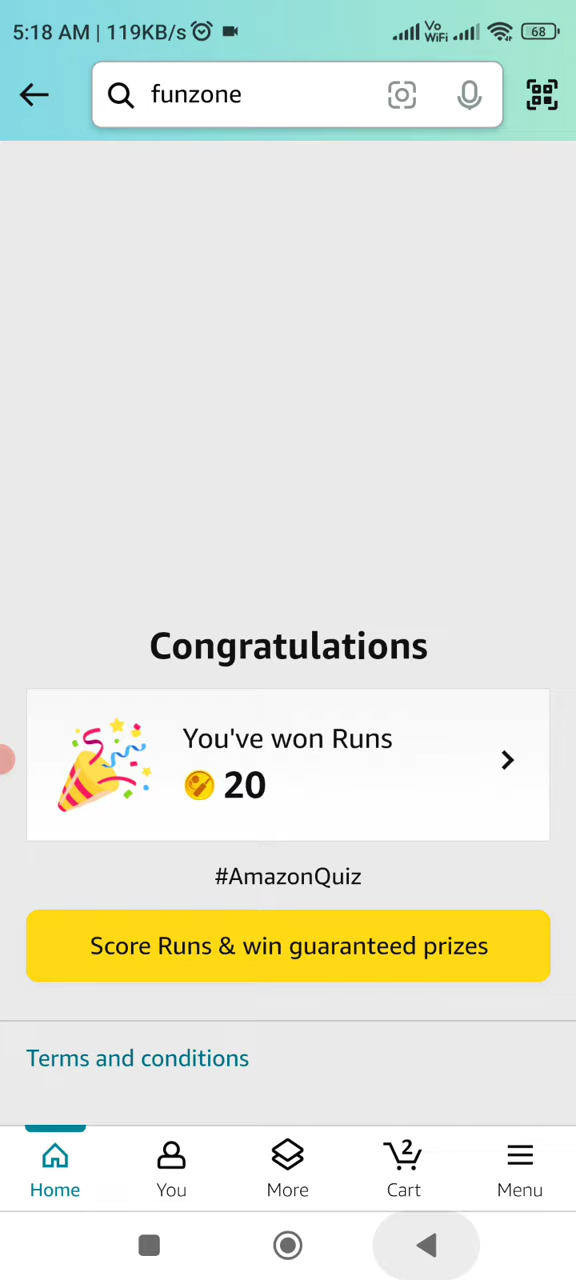 5:18 AM | 119KB/s Vo WiFi 68
funzone
Congratulations
You've won Runs
20
#AmazonQuiz
Score Runs & win guaranteed prizes
Terms and conditions
2
Home You More Cart Menu